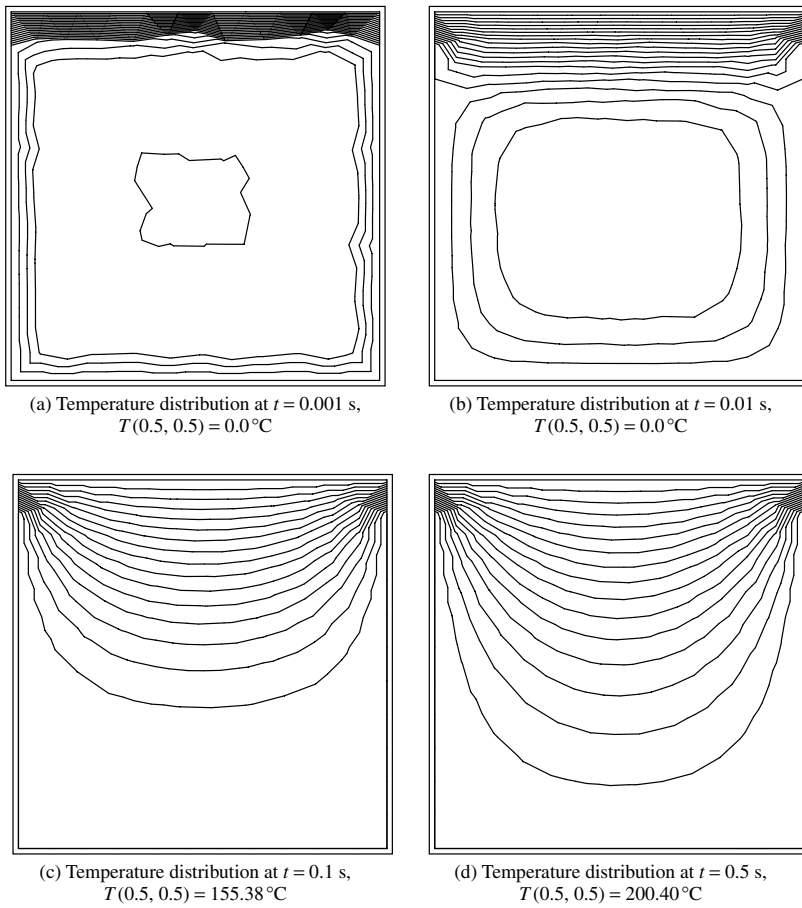 (a) Temperature distribution at t = 0.001 s,
T(0.5, 0.5) = 0.0 °C
(b) Temperature distribution at t = 0.01 s,
T(0.5, 0.5) = 0.0 °C
(c) Temperature distribution at t = 0.1 s,
T(0.5, 0.5) = 155.38 °C
(d) Temperature distribution at t = 0.5 s,
T(0.5, 0.5) = 200.40 °C